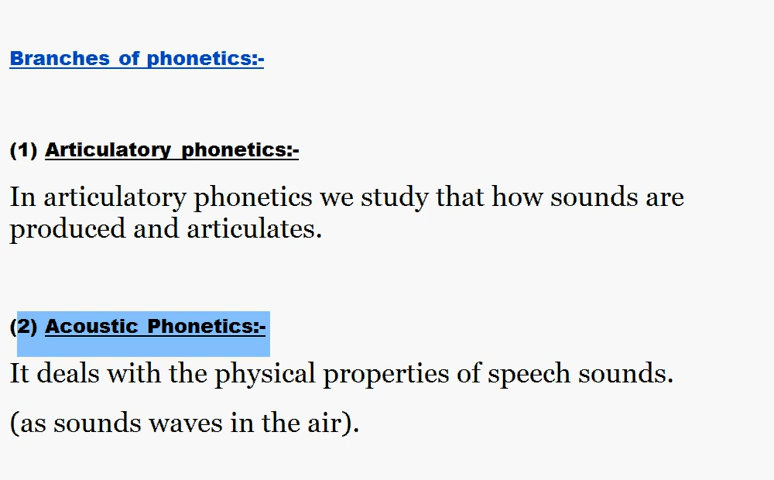 Branches of phonetics:-
(1) Articulatory phonetics:-
In articulatory phonetics we study that how sounds are
produced and articulates.
(2) Acoustic Phonetics:-
It deals with the physical properties of speech sounds.
(as sounds waves in the air).